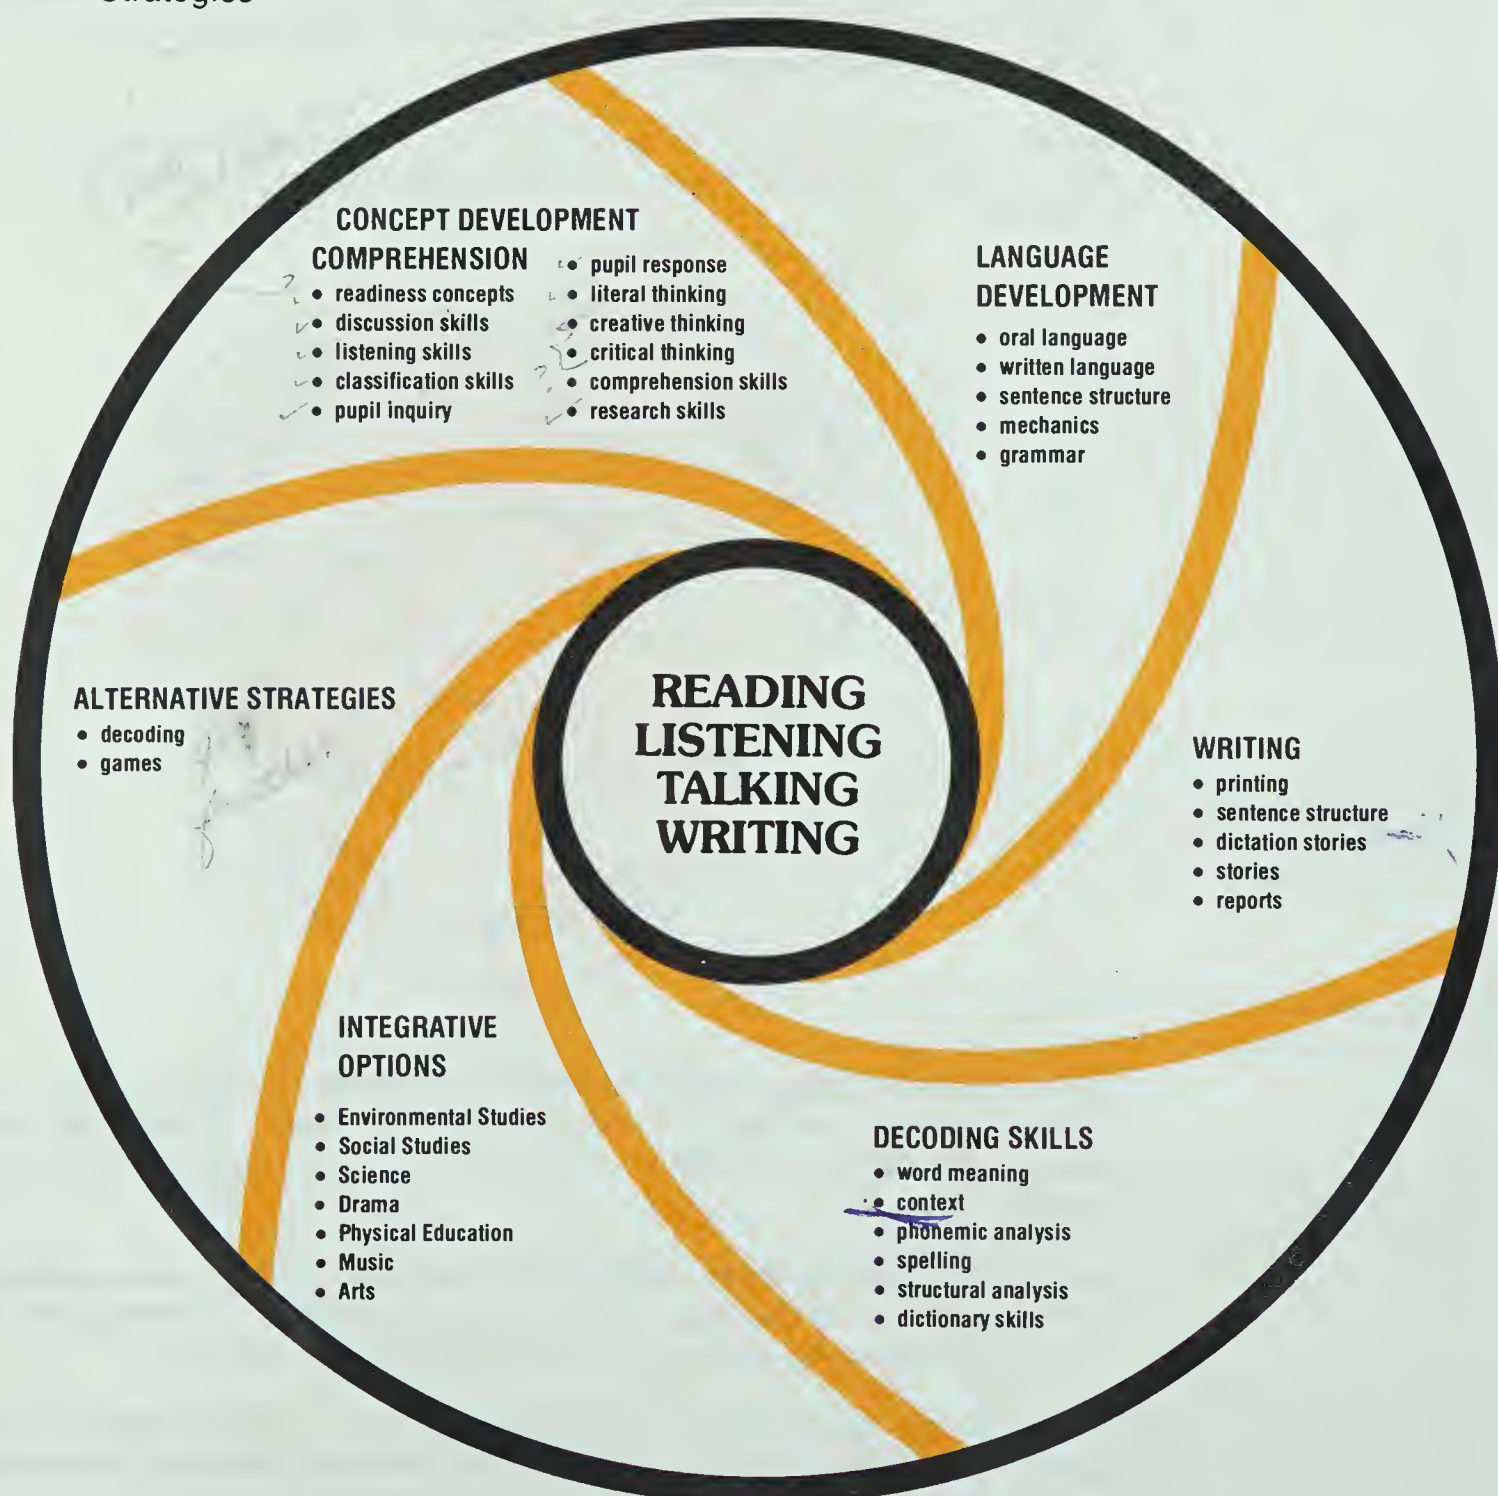 Strategies
CONCEPT DEVELOPMENT
COMPREHENSION
• readiness concepts
• discussion skills
• listening skills
• classification skills
• pupil inquiry
• pupil response
• literal thinking
• creative thinking
• critical thinking
• comprehension skills
• research skills
LANGUAGE
DEVELOPMENT
• oral language
• written language
• sentence structure
• mechanics
• grammar
ALTERNATIVE STRATEGIES
• decoding
• games
READING
LISTENING
TALKING
WRITING
WRITING
• printing
• sentence structure
• dictation stories
• stories
• reports
INTEGRATIVE
OPTIONS
• Environmental Studies
• Social Studies
• Science
• Drama
• Physical Education
• Music
• Arts
DECODING SKILLS
• word meaning
• context
• phonemic analysis
• spelling
• structural analysis
• dictionary skills